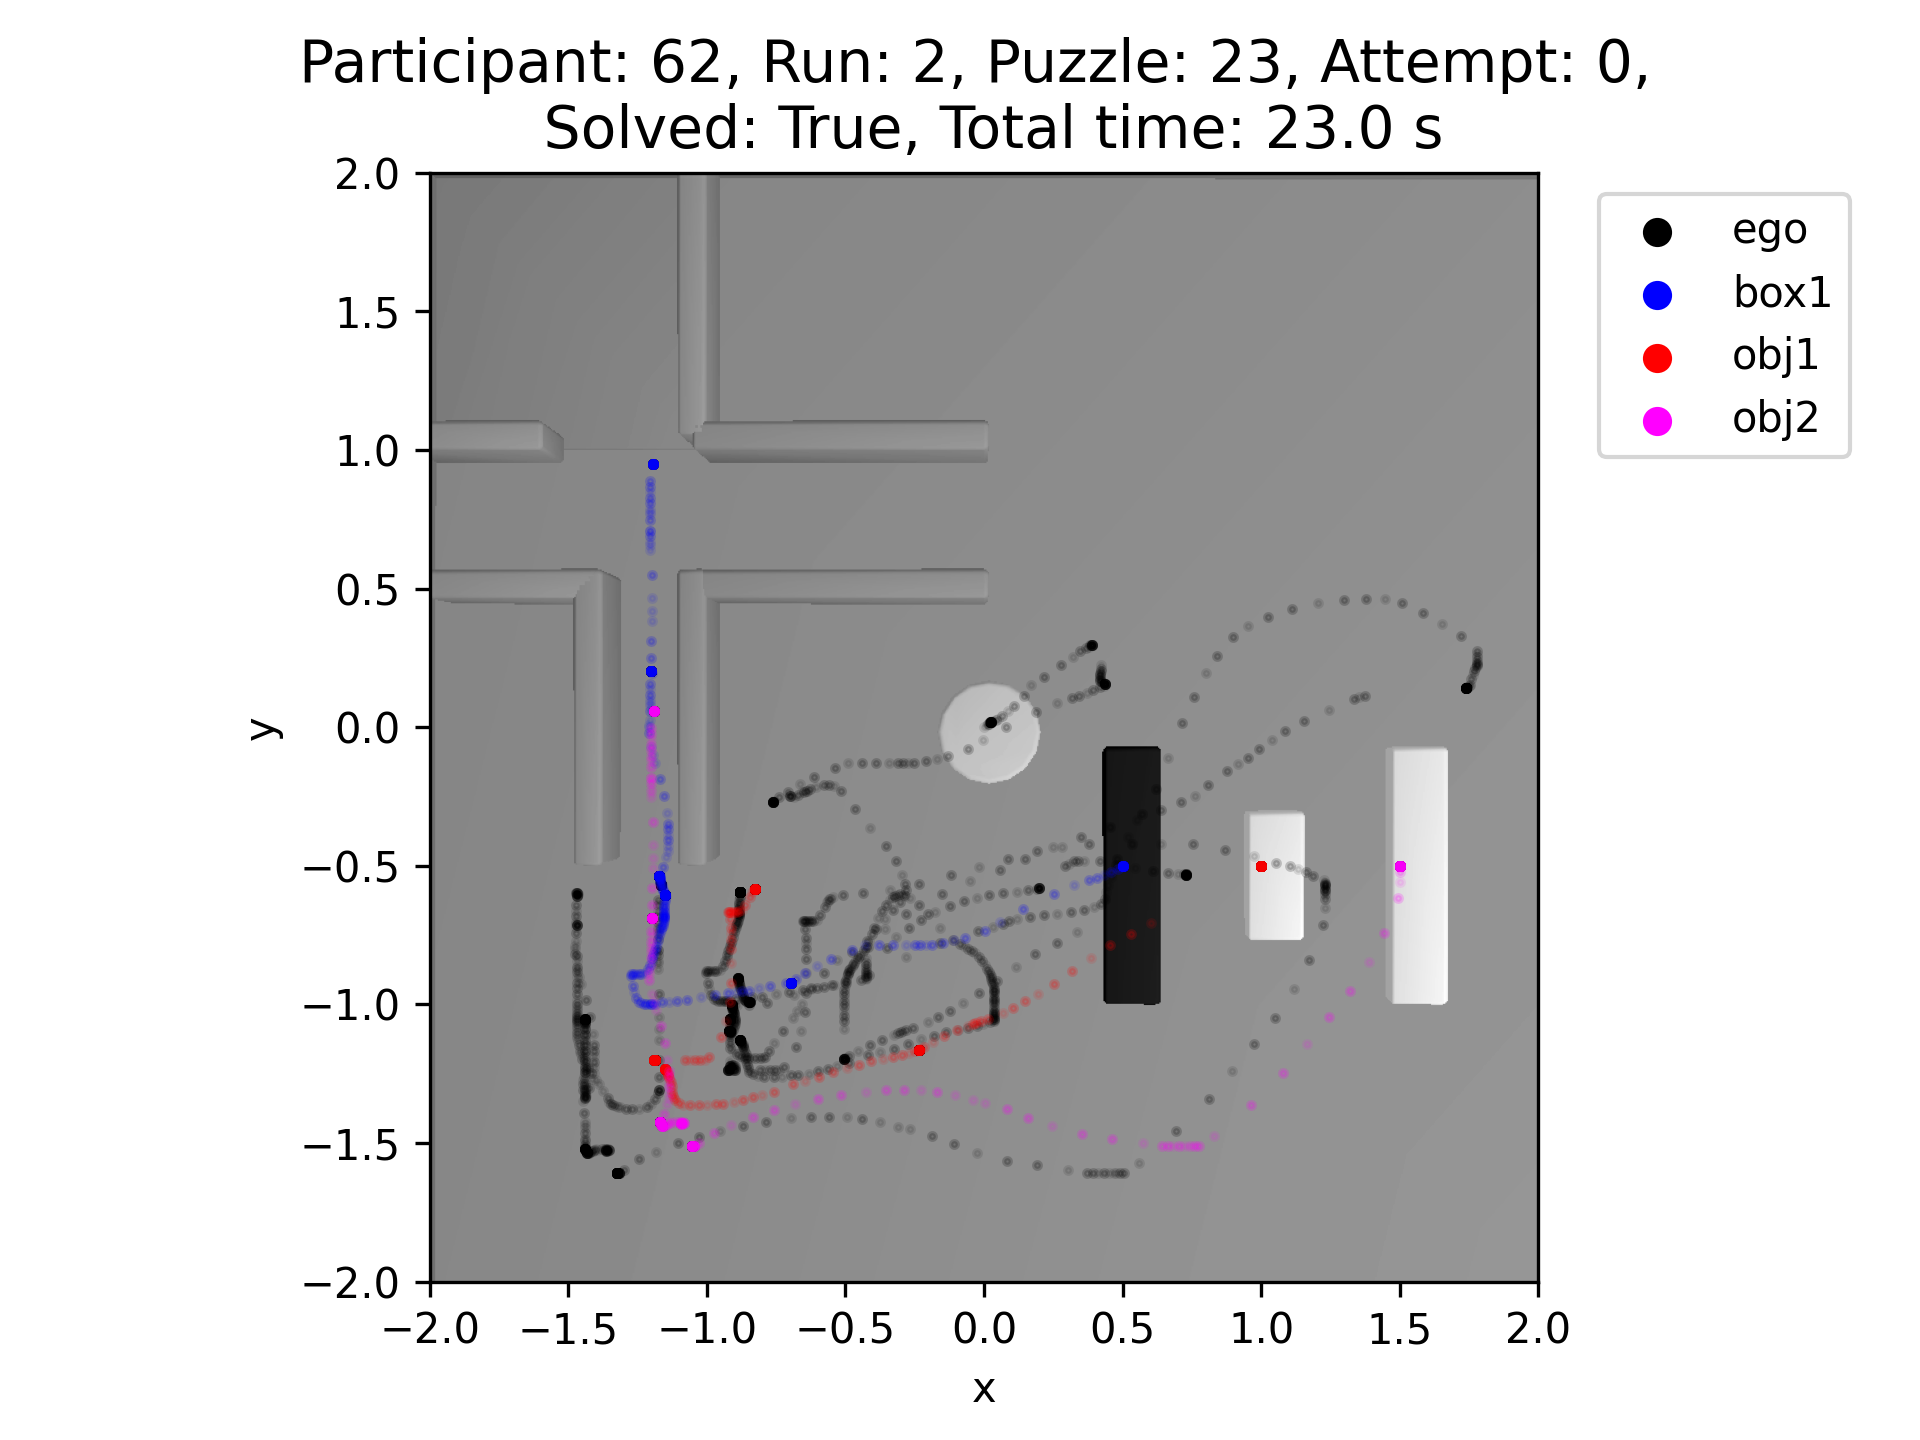 Participant: 62, Run: 2, Puzzle: 23, Attempt: 0,
Solved: True, Total time: 23.0 s
2.0
1.5
1.0
0.5
0.0
−0.5
−1.0
−1.5
−2.0
y
−2.0 −1.5 −1.0 −0.5 0.0 0.5 1.0 1.5 2.0
x
ego
box1
obj1
obj2